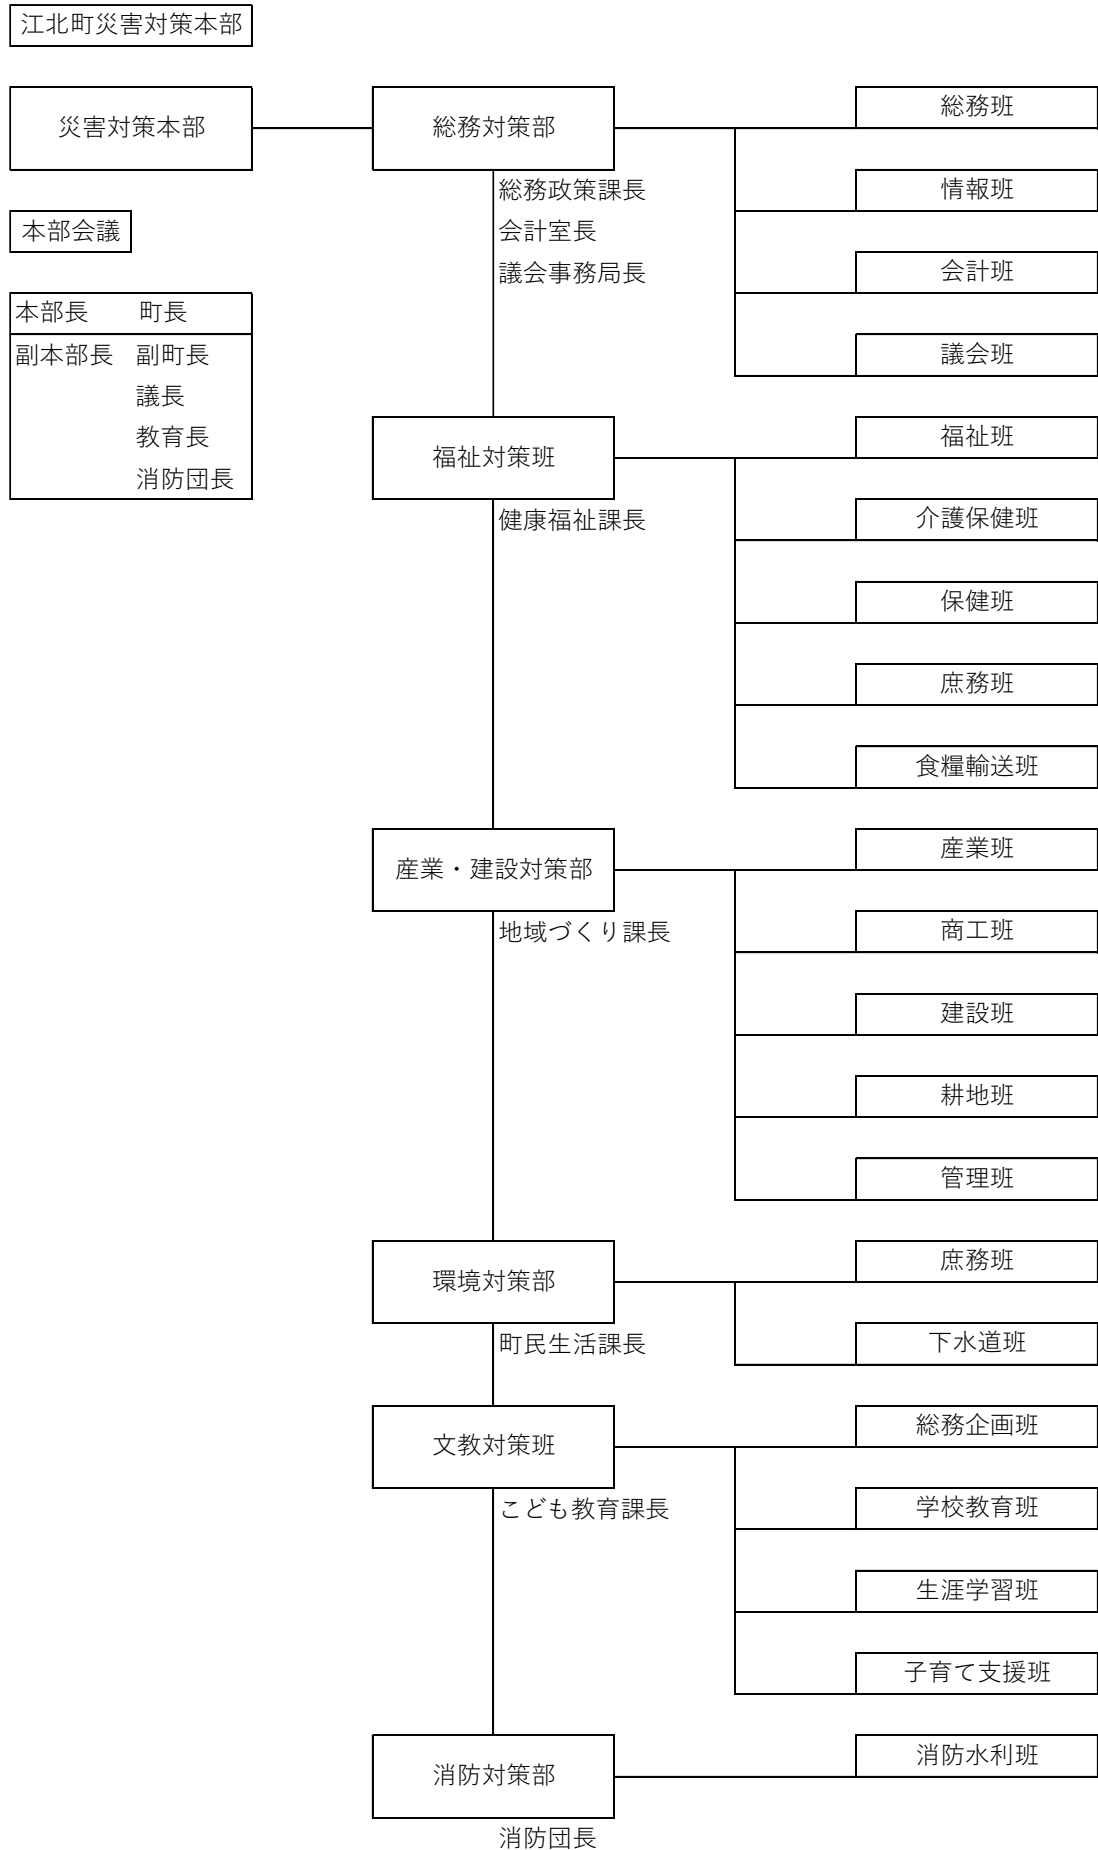 江北町災害対策本部
災害対策本部
本部会議
本部長 町長
副本部長 副町長
議長
教育長
消防団長
総務対策部
総務政策課長
会計室長
議会事務局長
総務班
情報班
会計班
議会班
福祉対策班
健康福祉課長
福祉班
介護保健班
保健班
庶務班
食糧輸送班
産業・建設対策部
地域づくり課長
産業班
商工班
建設班
耕地班
管理班
環境対策部
町民生活課長
庶務班
下水道班
文教対策班
こども教育課長
総務企画班
学校教育班
生涯学習班
子育て支援班
消防対策部
消防団長
消防水利班